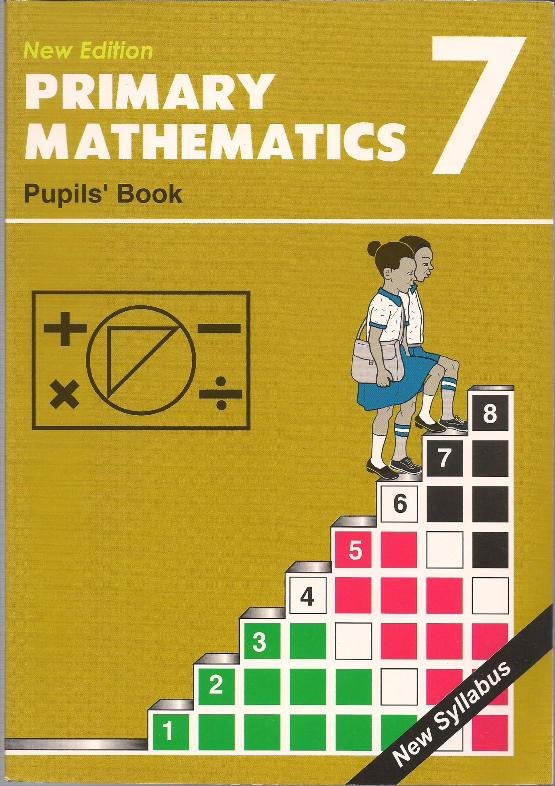 New Edition
PRIMARY
MATHEMATICS
7
Pupils' Book
+
−
×
÷
8
7
6
5
4
3
2
1
New Syllabus